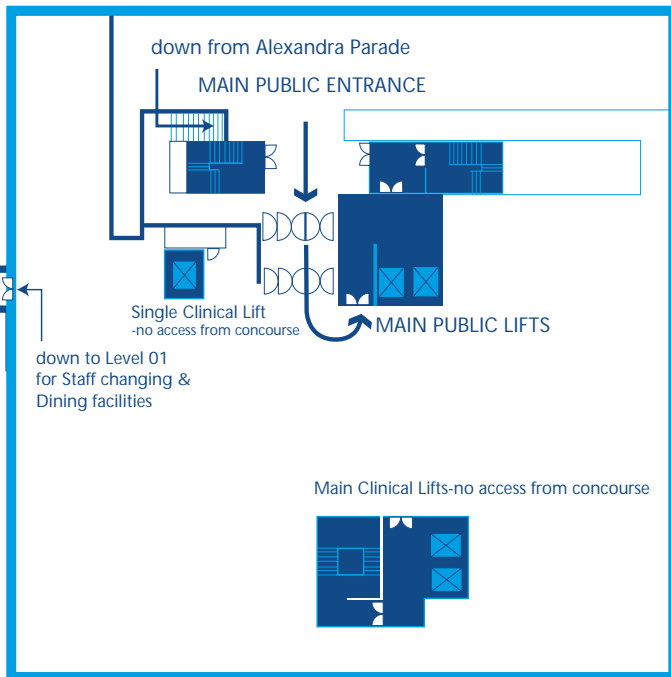 down from Alexandra Parade
MAIN PUBLIC ENTRANCE
Single Clinical Lift
-no access from concourse
MAIN PUBLIC LIFTS
down to Level 01
for Staff changing &
Dining facilities
Main Clinical Lifts-no access from concourse